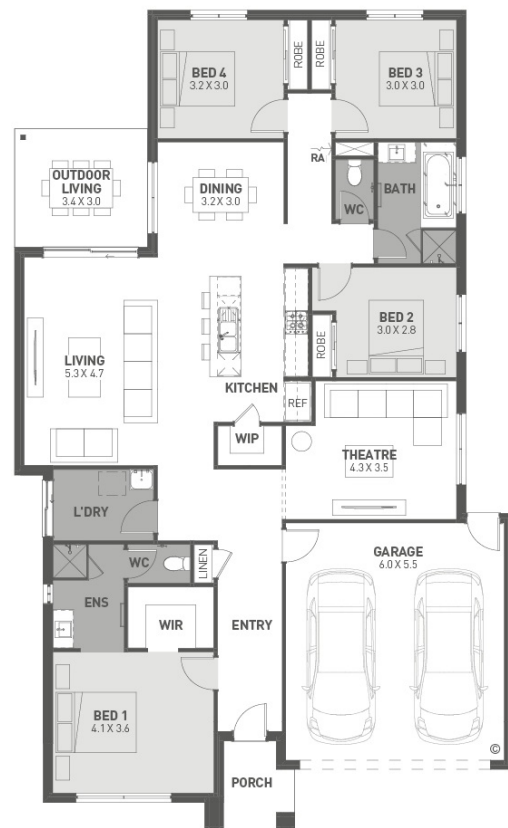 BED 4
3.2 X 3.0
ROBE
ROBE
BED 3
3.0 X 3.0
OUTDOOR
LIVING
3.4 X 3.0
DINING
3.2 X 3.0
RA
WC
BATH
BED 2
3.0 X 2.8
ROBE
LIVING
5.3 X 4.7
KITCHEN
REF
WIP
THEATRE
4.3 X 3.5
L'DRY
WC
LINEN
GARAGE
6.0 X 5.5
ENS
WIR
ENTRY
BED 1
4.1 X 3.6
©
PORCH